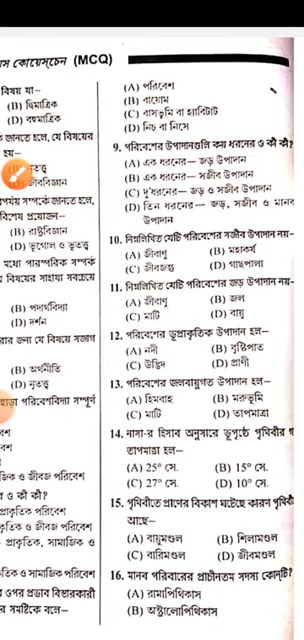 কোয়েস্চেন (MCQ)
বিষয় যা–
(B) দ্বিমাত্রিক
(D) বহুমাত্রিক
জানতে হলে, যে বিষয়ের
হয়–
নৃতত্ত্ব
জীববিজ্ঞান
সম্পর্কে জানতে হলে,
বিশেষ প্রয়োজন–
(B) রাষ্ট্রবিজ্ঞান
(D) ভূগোল ও ভূতত্ত্ব
মধ্যে পারস্পরিক সম্পর্ক
বিষয়ের সাহায্য সবচেয়ে
(B) পদার্থবিদ্যা
(D) দর্শন
জন্য যে বিষয়ে সজাগ
(B) অর্থনীতি
(D) নৃতত্ত্ব
ছাড়া পরিবেশবিদ্যা সম্পূর্ণ
ও জীবজ পরিবেশ
ও কী কী?
প্রাকৃতিক পরিবেশ
ও জীবজ পরিবেশ
প্রাকৃতিক, সামাজিক ও
ও সামাজিক পরিবেশ
ওপর প্রভাব বিস্তারকারী
সমষ্টিকে বলে–
(A) পরিবেশ
(B) বায়োম
(C) বাসভূমি বা হ্যাবিটাট
(D) নিচ বা নিসে
9. পরিবেশের উপাদানগুলি কয় ধরনের ও কী কী?
(A) এক ধরনের— জড় উপাদান
(B) এক ধরনের— সজীব উপাদান
(C) দু'ধরনের— জড় ও সজীব উপাদান
(D) তিন ধরনের— জড়, সজীব ও মানব
উপাদান
10. নিম্নলিখিত যেটি পরিবেশের সজীব উপাদান নয়–
(A) জীবাণু (B) মহাকর্ষ
(C) জীবজন্তু (D) গাছপালা
11. নিম্নলিখিত যেটি পরিবেশের জড় উপাদান নয়–
(A) জীবাণু (B) জল
(C) মাটি (D) বায়ু
12. পরিবেশের ভূপ্রাকৃতিক উপাদান হল–
(A) নদী (B) বৃষ্টিপাত
(C) উদ্ভিদ (D) প্রাণী
13. পরিবেশের জলবায়ুগত উপাদান হল–
(A) হিমবাহ (B) মরুভূমি
(C) মাটি (D) তাপমাত্রা
14. নাসা-র হিসাব অনুসারে ভূপৃষ্ঠে পৃথিবীর
তাপমাত্রা হল–
(A) 25° সে. (B) 15° সে.
(C) 27° সে. (D) 10° সে.
15. পৃথিবীতে প্রাণের বিকাশ ঘটেছে কারণ
আছে–
(A) বায়ুমণ্ডল (B) শিলামণ্ডল
(C) বারিমণ্ডল (D) জীবমণ্ডল
16. মানব পরিবারের প্রাচীনতম সদস্য কোনটি?
(A) রামাপিথিকাস
(B) অস্ট্রালোপিথিকাস